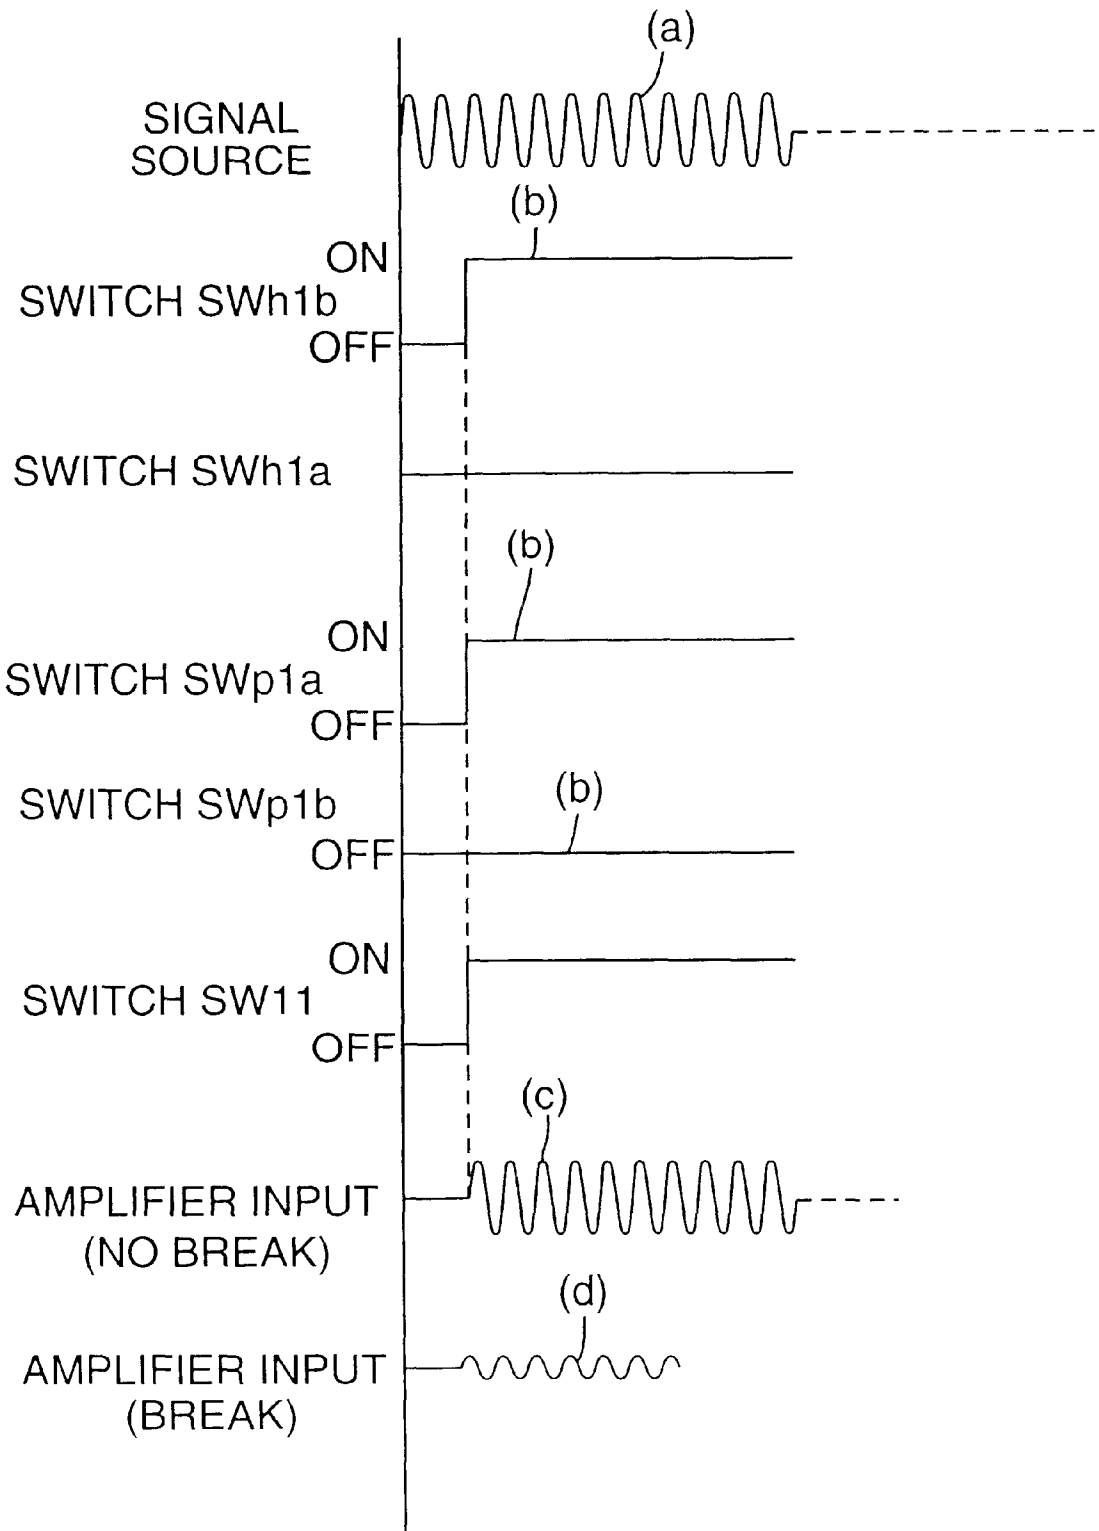 (a)
SIGNAL
SOURCE
(b)
ON
SWITCH SWh1b
OFF
SWITCH SWh1a
(b)
ON
SWITCH SWp1a
OFF
SWITCH SWp1b
(b)
OFF
ON
SWITCH SW11
OFF
(c)
AMPLIFIER INPUT
(NO BREAK)
(d)
AMPLIFIER INPUT
(BREAK)